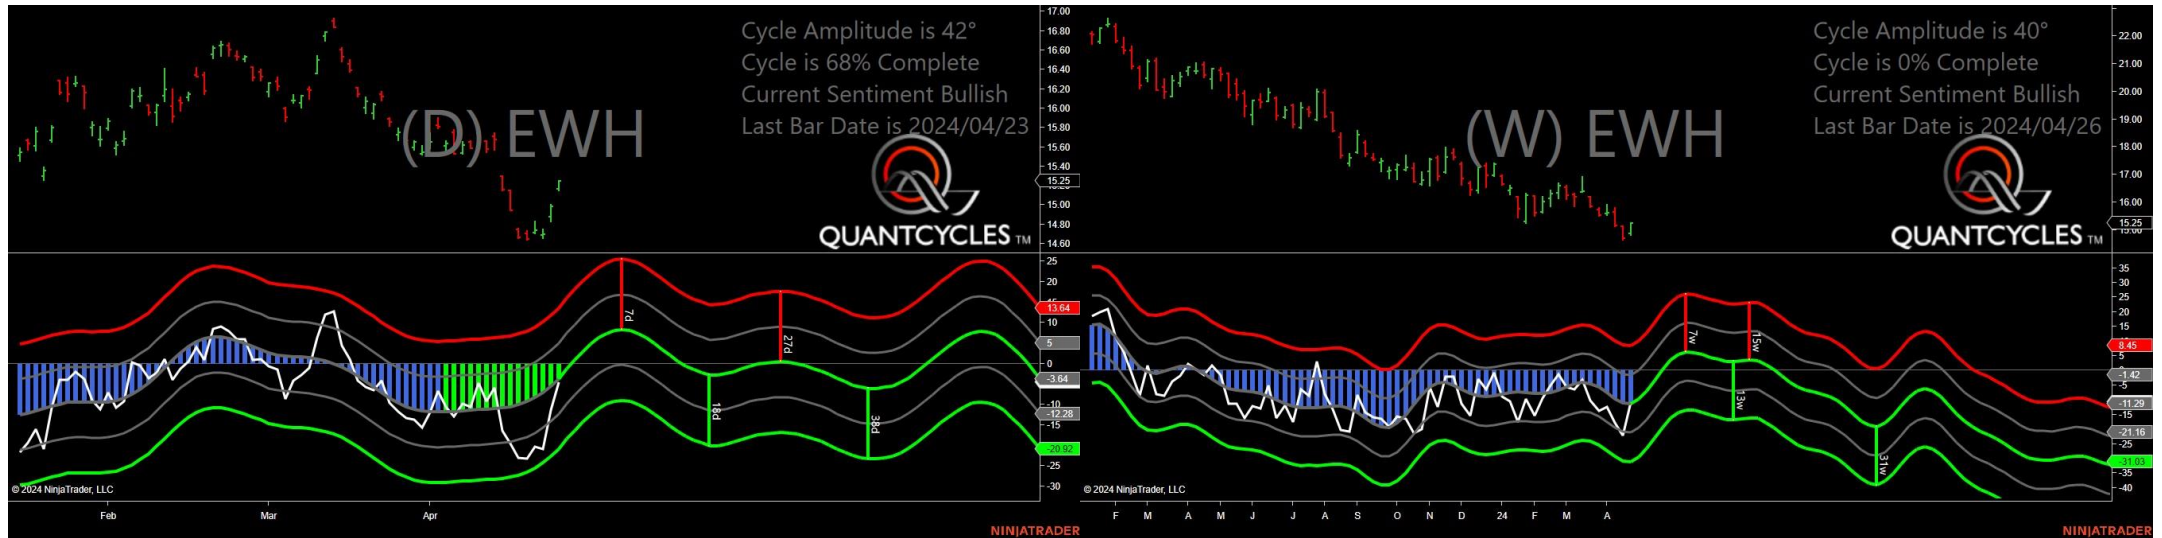 Cycle Amplitude is 42°
Cycle is 68% Complete
Current Sentiment Bullish
Last Bar Date is 2024/04/23
(D) EWH
QUANTCYCLES TM
17.00
16.80
16.60
16.40
16.20
16.00
15.80
15.60
15.40
15.25
15.00
14.80
14.60
25
20
13.64
10
5
0
-3.64
-10
-12.28
-15
-20.92
-25
-30
7d
18d
27d
38d
© 2024 NinjaTrader, LLC
Feb
Mar
Apr
NINJATRADER
Cycle Amplitude is 40°
Cycle is 0% Complete
Current Sentiment Bullish
Last Bar Date is 2024/04/26
(W) EWH
QUANTCYCLES TM
22.00
21.00
20.00
19.00
18.00
17.00
16.00
15.25
15.00
35
30
25
20
15
8.45
5
-1.42
-5
-11.29
-15
-21.16
-25
-31.03
-35
-40
7w
13w
15w
31w
© 2024 NinjaTrader, LLC
F M A M J J A S O N D 24 F M A
NINJATRADER